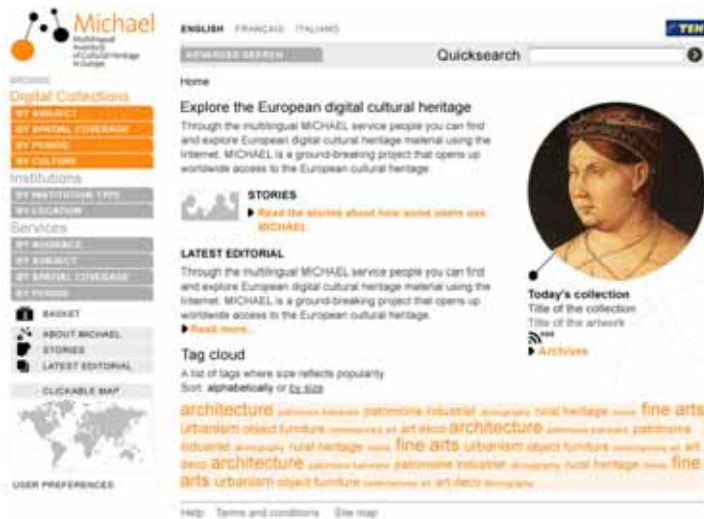 Michael
Multilingual
Inventory
of Cultural Heritage
in Europe
ENGLISH FRANÇAIS ITALIANO
ADVANCED SEARCH
Quicksearch
BROWSE
Digital Collections
BY SUBJECT
BY SPATIAL COVERAGE
BY PERIOD
BY CULTURE
Institutions
BY INSTITUTION TYPE
BY LOCATION
Services
BY AUDIENCE
BY SUBJECT
BY SPATIAL COVERAGE
BY PERIOD
BASKET
ABOUT MICHAEL
STORIES
LATEST EDITORIAL
CLICKABLE MAP
USER PREFERENCES
Home
Explore the European digital cultural heritage
Through the multilingual MICHAEL service people you can find
and explore European digital cultural heritage material using the
Internet. MICHAEL is a ground-breaking project that opens up
worldwide access to the European cultural heritage.
STORIES
Read the stories about how some users use
MICHAEL
LATEST EDITORIAL
Through the multilingual MICHAEL service people you can find
and explore European digital cultural heritage material using the
Internet. MICHAEL is a ground-breaking project that opens up
worldwide access to the European cultural heritage.
Read more...
Today's collection
Title of the collection
Title of the artwork
Archives
Tag cloud
A list of tags where size reflects popularity
Sort: alphabetically or by size
architecture patrimoine industriel rural heritage fine arts
urbanism object furniture art art deco architecture patrimoine
industriel rural heritage fine arts urbanism object furniture art
deco architecture patrimoine industriel rural heritage fine
arts urbanism object furniture art art deco
Help Terms and conditions Site map